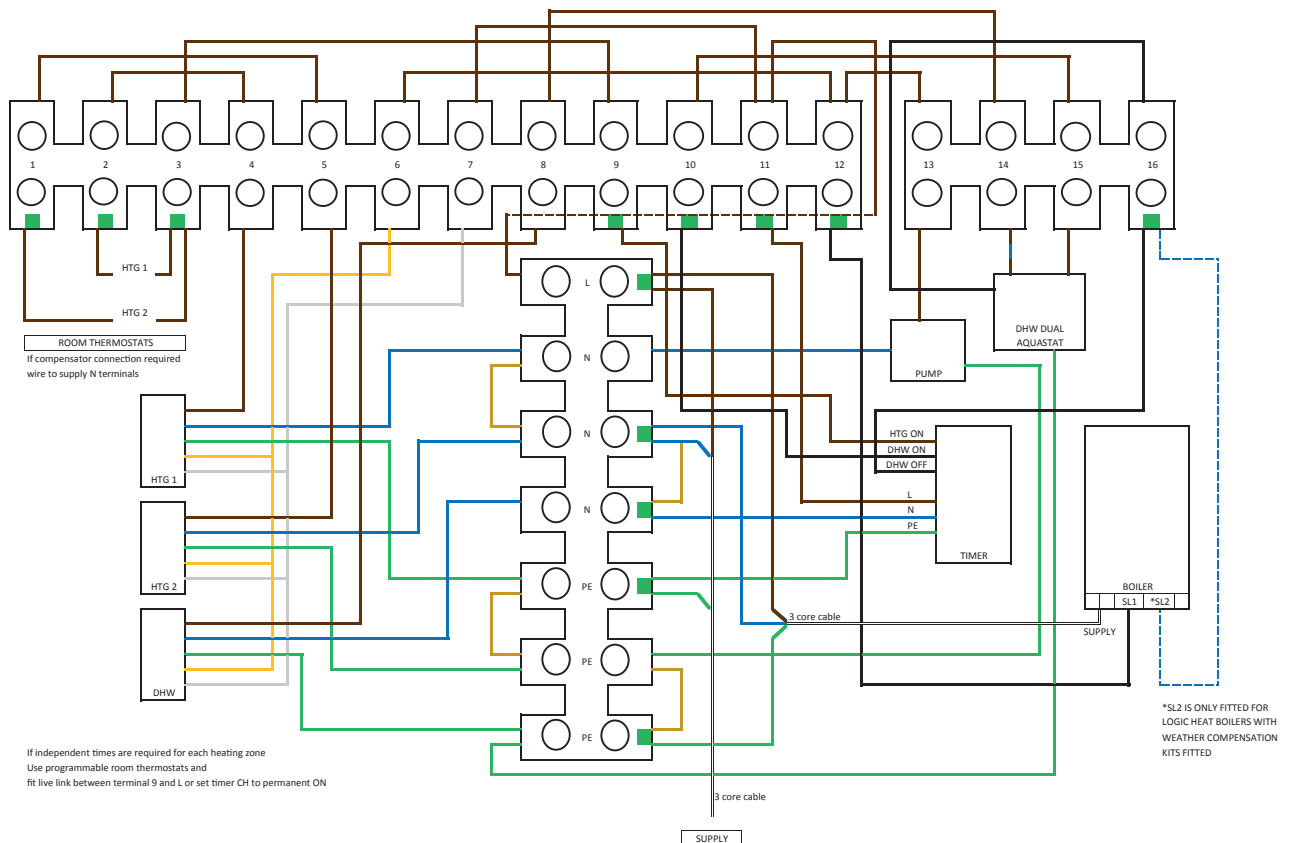 1 2 3 4 5 6 7 8 9 10 11 12 13 14 15 16
HTG 1
HTG 2
ROOM THERMOSTATS
If compensator connection required
wire to supply N terminals
L
N
N
N
PE
PE
PE
HTG 1
HTG 2
DHW
PUMP
DHW DUAL
AQUASTAT
HTG ON
DHW ON
DHW OFF
L
N
PE
TIMER
BOILER
SL1 *SL2
SUPPLY
3 core cable
*SL2 IS ONLY FITTED FOR
LOGIC HEAT BOILERS WITH
WEATHER COMPENSATION
KITS FITTED
If independent times are required for each heating zone
Use programmable room thermostats and
fit live link between terminal 9 and L or set timer CH to permanent ON
3 core cable
SUPPLY